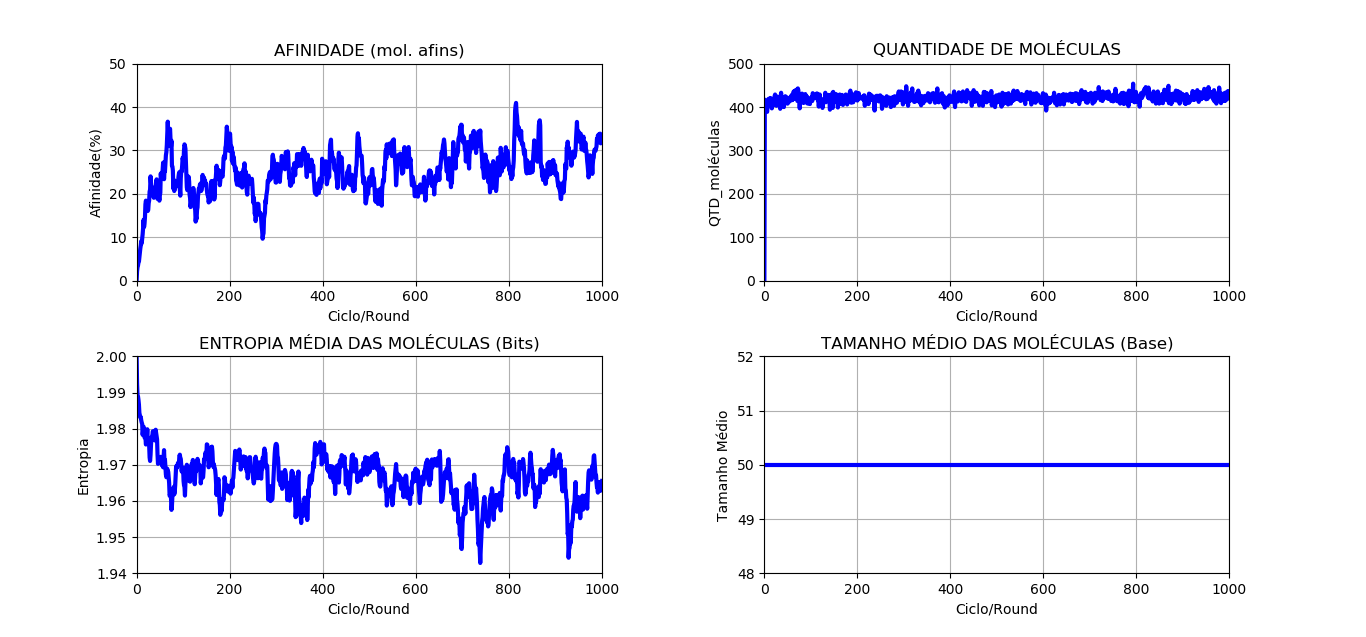 AFINIDADE (mol. afins)
Afinidade(%)
50
40
30
20
10
0
0 200 400 600 800 1000
Ciclo/Round
QUANTIDADE DE MOLÉCULAS
QTD_moléculas
500
400
300
200
100
0
0 200 400 600 800 1000
Ciclo/Round
ENTROPIA MÉDIA DAS MOLÉCULAS (Bits)
Entropia
2.00
1.99
1.98
1.97
1.96
1.95
1.94
0 200 400 600 800 1000
Ciclo/Round
TAMANHO MÉDIO DAS MOLÉCULAS (Base)
Tamanho Médio
52
51
50
49
48
0 200 400 600 800 1000
Ciclo/Round